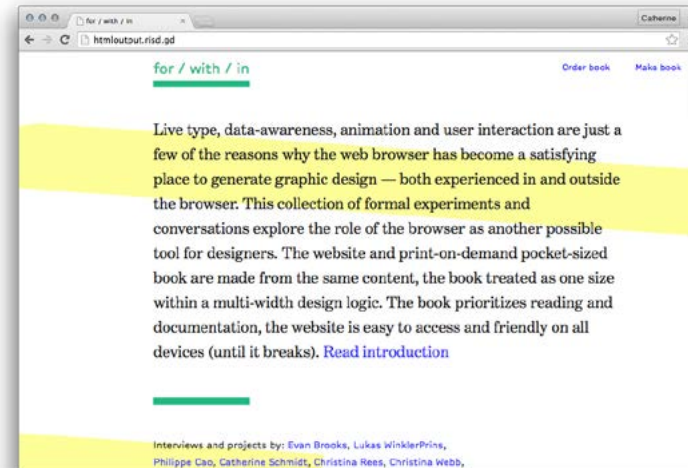 for / with / in
Catherine
htmloutput.risd.gd
for / with / in
Order book
Make book
Live type, data-awareness, animation and user interaction are just a
few of the reasons why the web browser has become a satisfying
place to generate graphic design — both experienced in and outside
the browser. This collection of formal experiments and
conversations explore the role of the browser as another possible
tool for designers. The website and print-on-demand pocket-sized
book are made from the same content, the book treated as one size
within a multi-width design logic. The book prioritizes reading and
documentation, the website is easy to access and friendly on all
devices (until it breaks). Read introduction
Interviews and projects by: Evan Brooks, Lukas WinklerPrins,
Philippe Cao, Catherine Schmidt, Christina Rees, Christina Webb,